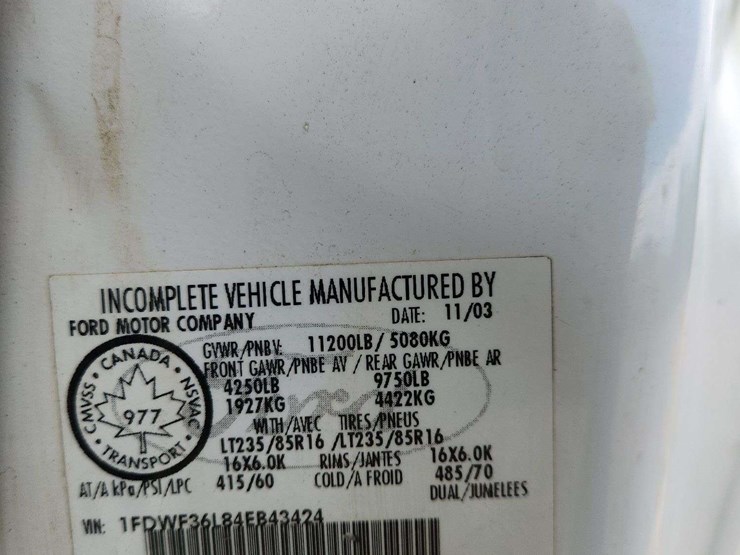 INCOMPLETE VEHICLE MANUFACTURED BY
FORD MOTOR COMPANY DATE: 11/03
GVWR/PNBV: 11200LB/ 5080KG
FRONT GAWR/PNBE AV / REAR GAWR/PNBE AR
4250LB 9750LB
1927KG 4422KG
WITH/AVEC TIRES/PNEUS
LT235/85R16 /LT235/85R16
16X6.0K RIMS/JANTES 16X6.0K
AT/A kPa/PSI/LPC 415/60 COLD/A FROID 485/70
DUAL/JUMELEES
VIN: 1FDWF36L84EB43424
CANADA
CMVSS NSVAC
977
TRANSPORT